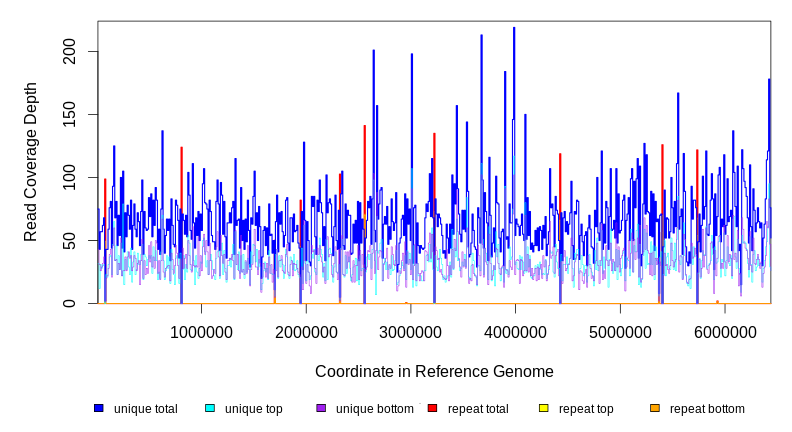 200
150
100
50
0
Read Coverage Depth
1000000 2000000 3000000 4000000 5000000 6000000
Coordinate in Reference Genome
unique total unique top unique bottom repeat total repeat top repeat bottom